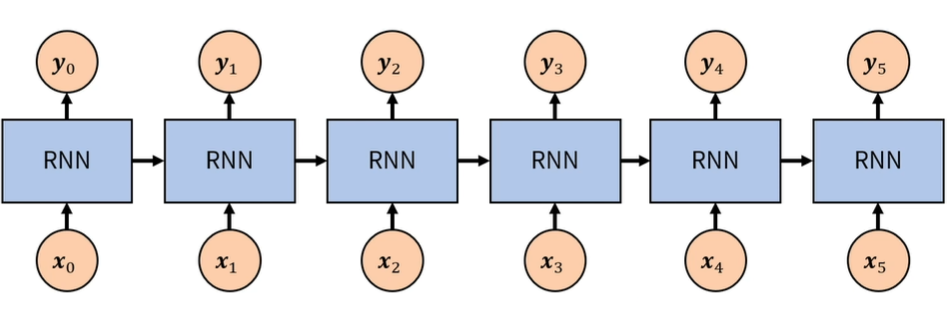 y₀ y₁ y₂ y₃ y₄ y₅
RNN RNN RNN RNN RNN RNN
x₀ x₁ x₂ x₃ x₄ x₅